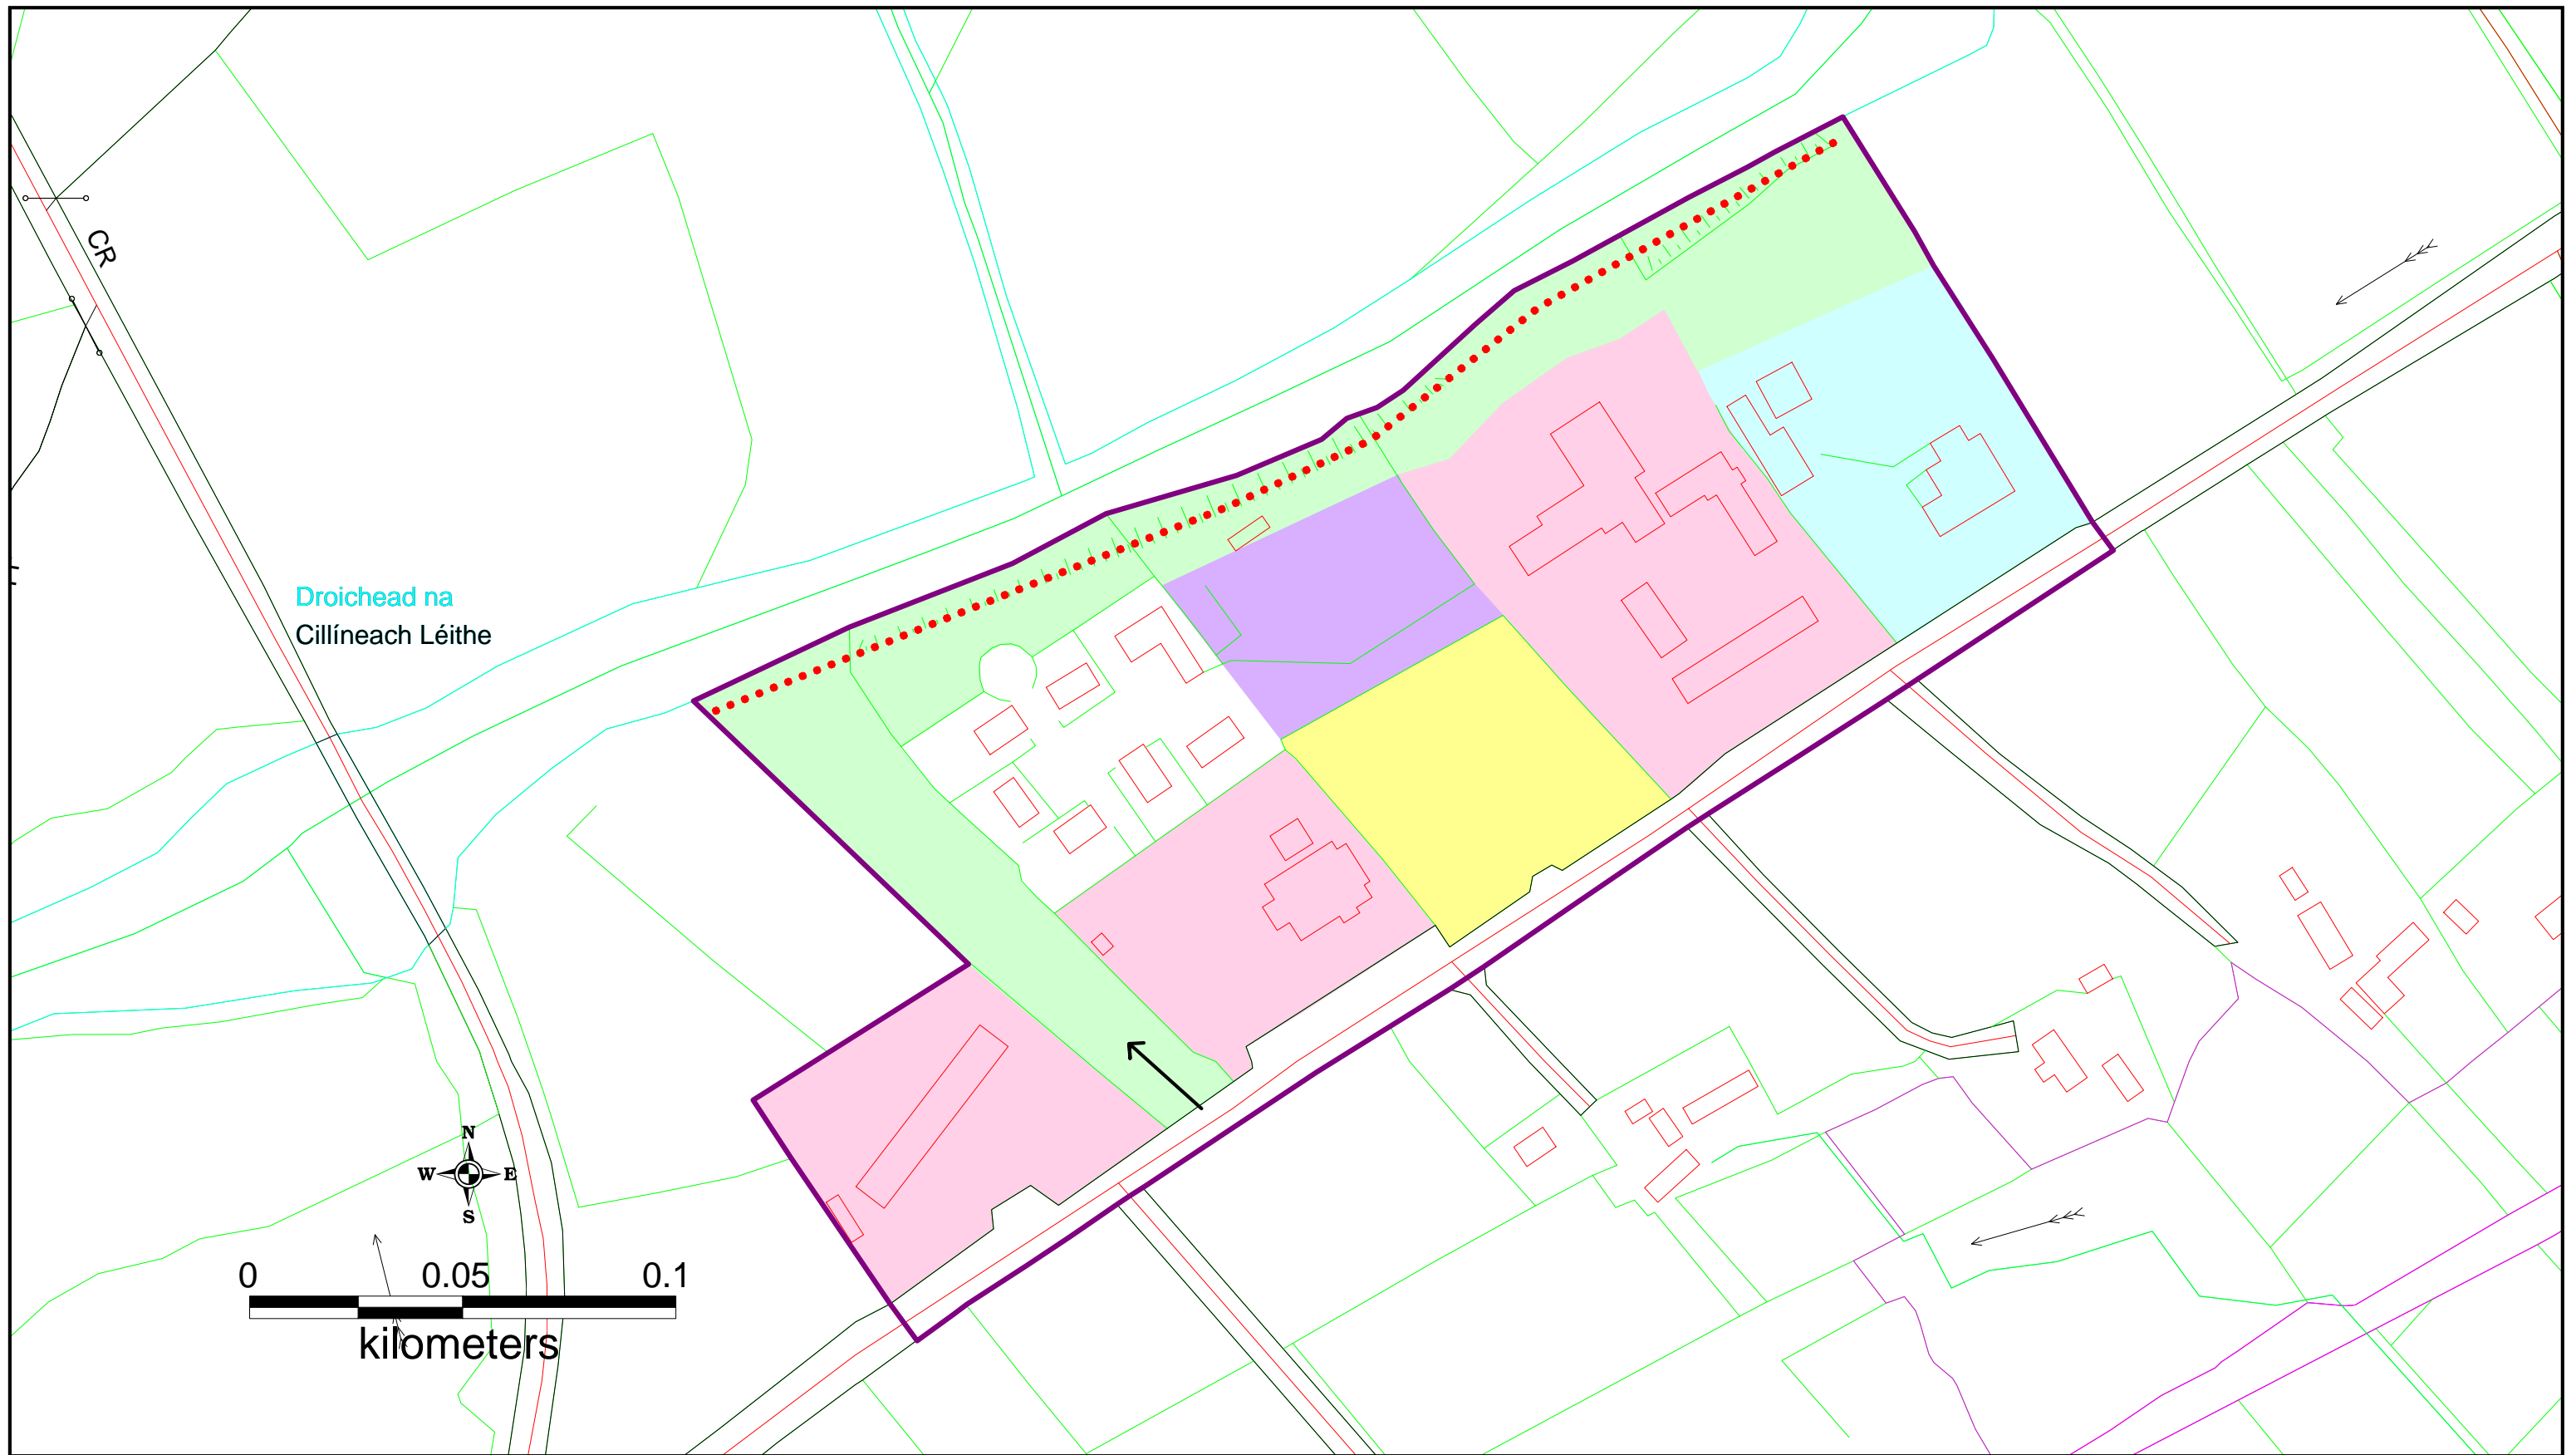 CR
Droichead na
Cillíneach Léithe
N
W E
S
0 0.05 0.1
kilometers